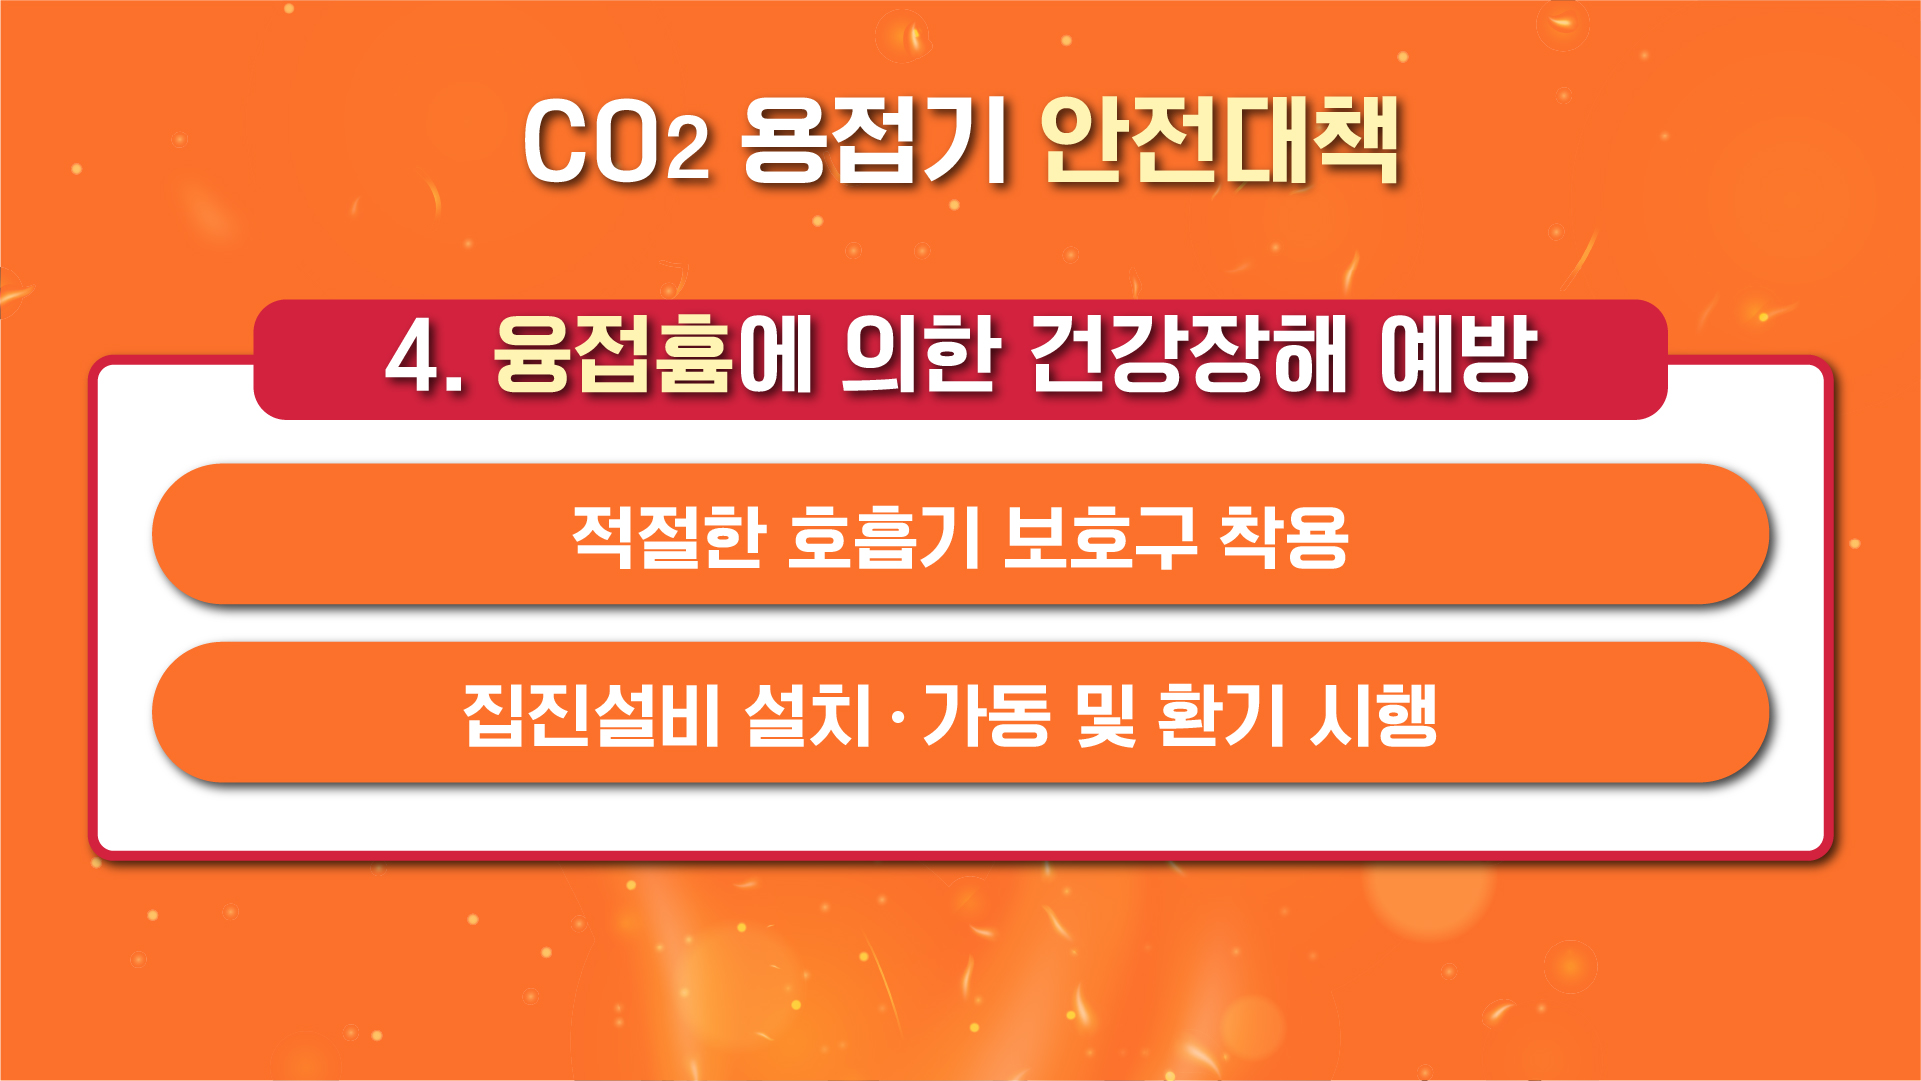 CO2 용접기 안전대책
4. 융접흄에 의한 건강장해 예방
적절한 호흡기 보호구 착용
집진설비 설치·가동 및 환기 시행